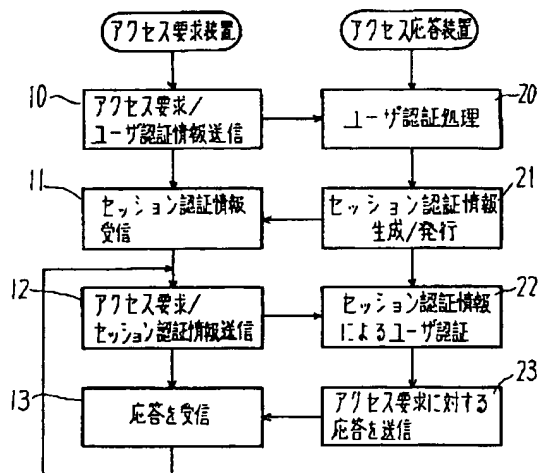 アクセス要求装置
アクセス応答装置
10
アクセス要求/
ユーザ認証情報送信
20
ユーザ認証処理
11
セッション認証情報
受信
21
セッション認証情報
生成/発行
12
アクセス要求/
セッション認証情報送信
22
セッション認証情報
によるユーザ認証
13
応答を受信
23
アクセス要求に対する
応答を送信